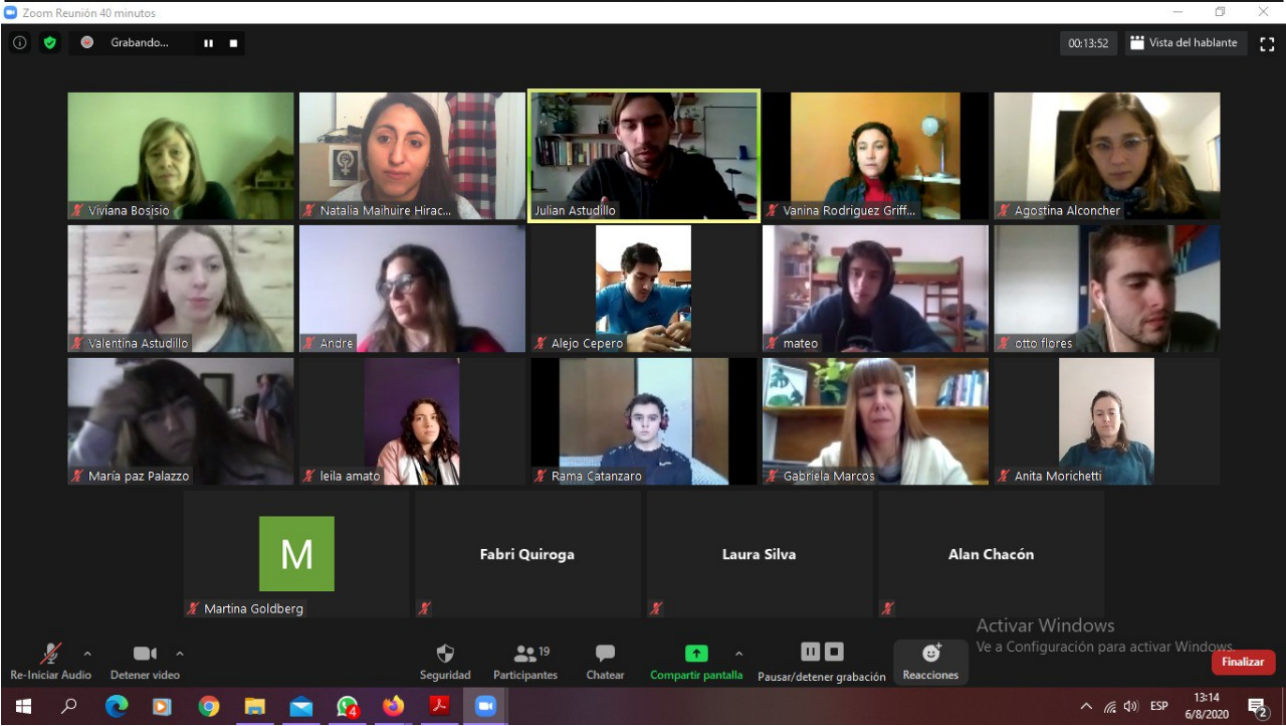 Zoom Reunión 40 minutos
Grabando...
00:13:52
Vista del hablante
Viviana Bosisio
Natalia Maihuire Hirac...
Julian Astudillo
Vanina Rodriguez Griff...
Agostina Alconcher
Valentina Astudillo
Andre
Alejo Cepero
mateo
otto flores
María paz Palazzo
leila amato
Rama Catanzaro
Gabriela Marcos
Anita Morichetti
M
Martina Goldberg
Fabri Quiroga
Laura Silva
Alan Chacón
Activar Windows
Ve a Configuración para activar Windows.
Re-Iniciar Audio
Detener video
Seguridad
19
Participantes
Chatear
Compartir pantalla
Pausar/detener grabación
Reacciones
Finalizar
4
ESP
13:14
6/8/2020
2